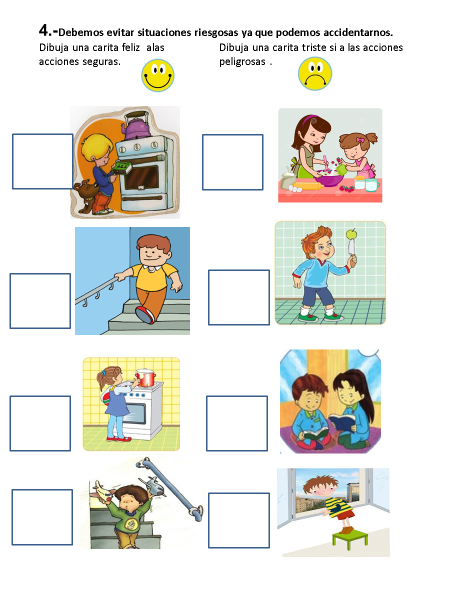 4.-Debemos evitar situaciones riesgosas ya que podemos accidentarnos.
Dibuja una carita feliz alas
acciones seguras.
Dibuja una carita triste si a las acciones
peligrosas .